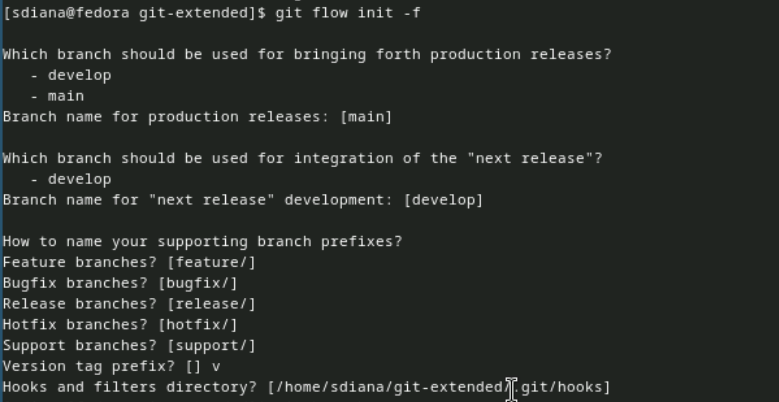 [sdiana@fedora git-extended]$ git flow init -f
Which branch should be used for bringing forth production releases?
- develop
- main
Branch name for production releases: [main]
Which branch should be used for integration of the "next release"?
- develop
Branch name for "next release" development: [develop]
How to name your supporting branch prefixes?
Feature branches? [feature/]
Bugfix branches? [bugfix/]
Release branches? [release/]
Hotfix branches? [hotfix/]
Support branches? [support/]
Version tag prefix? [] v
Hooks and filters directory? [/home/sdiana/git-extended/.git/hooks]